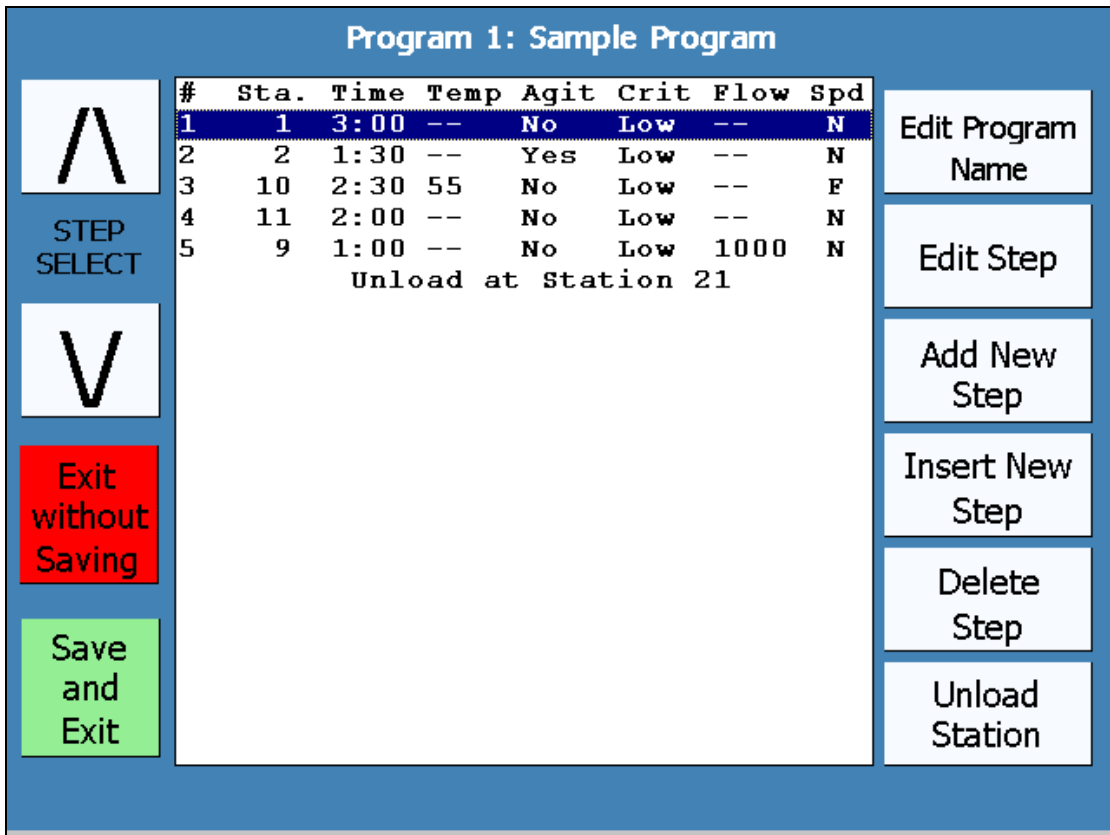 Program 1: Sample Program
/\
STEP
SELECT
\/
Exit
without
Saving
Save
and
Exit
# Sta. Time Temp Agit Crit Flow Spd
1 1 3:00 -- No Low -- N
2 2 1:30 -- Yes Low -- N
3 10 2:30 55 No Low -- F
4 11 2:00 -- No Low -- N
5 9 1:00 -- No Low 1000 N
Unload at Station 21
Edit Program
Name
Edit Step
Add New
Step
Insert New
Step
Delete
Step
Unload
Station